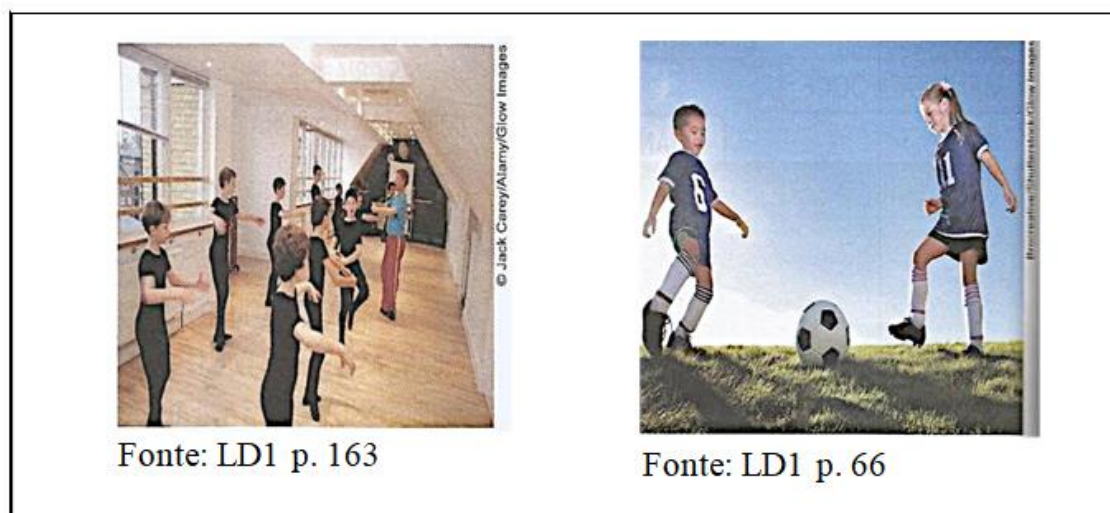 © Jack Carey/Alamy/Glow Images
6
11
Fonte: LD1 p. 163
Fonte: LD1 p. 66